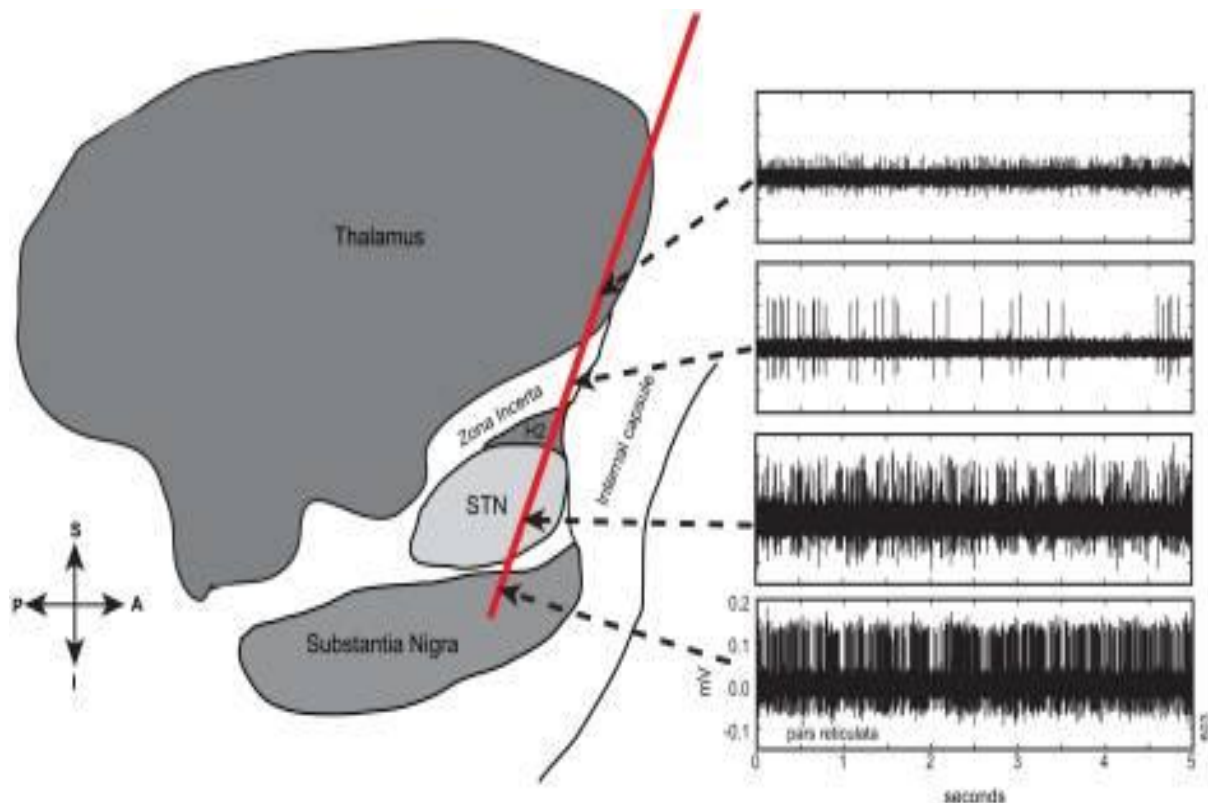 Thalamus
Zona Incerta
H2
Internal capsule
STN
S
P
A
I
Substantia Nigra
0.2
0.1
0.0
-0.1
mV
pars reticulata
0
1
2
3
4
5
seconds